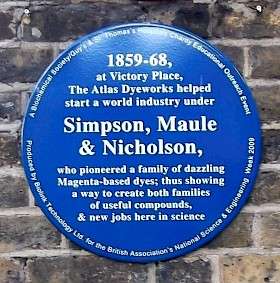 A Biochemical Society/Guy's & St. Thomas's Hospitals Charity Educational Outreach Event
1859-68,
at Victory Place,
The Atlas Dyeworks helped
start a world industry under
Simpson, Maule
& Nicholson,
who pioneered a family of dazzling
Magenta-based dyes; thus showing
a way to create both families
of useful compounds,
& new jobs here in science
Produced by Biolink Technology Ltd for the British Association's National Science & Engineering Week 2009